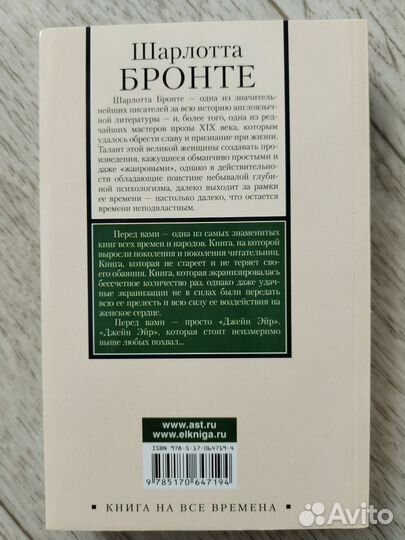 Шарлотта
БРОНТЕ
Шарлотта Бронте — одна из значитель-
нейших писателей за всю историю англоязыч-
ной литературы — и, более того, одна из ред-
чайших мастеров прозы XIX века, которым
удалось обрести славу и признание при жизни.
Талант этой великой женщины создавать про-
изведения, кажущиеся обманчиво простыми и
даже «жанровыми», однако в действительно-
сти обладающие поистине небывалой глуби-
ной психологизма, далеко выходит за рамки
ее времени — настолько далеко, что остается
времени неподвластным.
Перед вами — одна из самых знаменитых
книг всех времен и народов. Книга, на которой
выросли поколения и поколения читательниц.
Книга, которая не стареет и не теряет свое-
го обаяния. Книга, которая экранизировалась
бессчетное количество раз, однако даже удач-
ные экранизации не в силах были передать
всю ее прелесть и всю силу ее воздействия на
женское сердце.
Перед вами — просто «Джейн Эйр».
«Джейн Эйр», которая стоит неизмеримо
выше любых похвал...
www.ast.ru
www.elkniga.ru
ISBN 978-5-17-064719-4
9 785170 647194
КНИГА НА ВСЕ ВРЕМЕНА
Avito